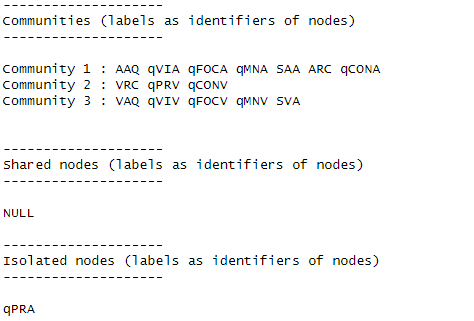 --------------------
Communities (labels as identifiers of nodes)
--------------------
Community 1 : AAQ qVIA qFOCA qMNA SAA ARC qCONA
Community 2 : VRC qPRV qCONV
Community 3 : VAQ qVIV qFOCV qMNV SVA
--------------------
Shared nodes (labels as identifiers of nodes)
--------------------
NULL
--------------------
Isolated nodes (labels as identifiers of nodes)
--------------------
qPRA